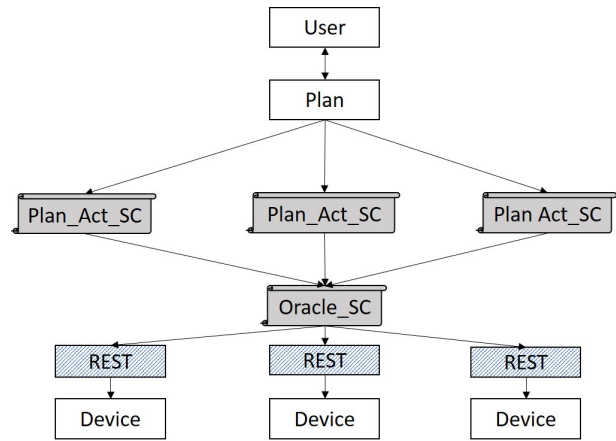 User
Plan
Plan_Act_SC
Plan_Act_SC
Plan Act_SC
Oracle_SC
REST
REST
REST
Device
Device
Device